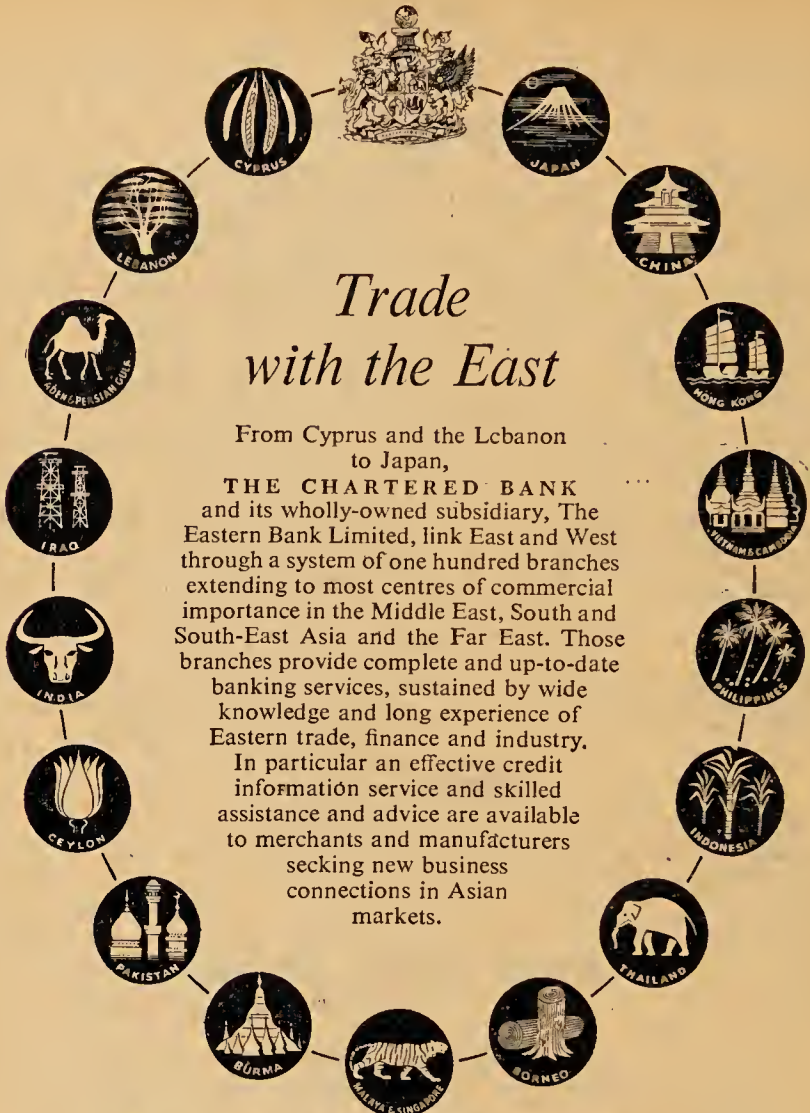 CYPRUS
JAPAN
LEBANON
CHINA
ADEN & PERSIAN GULF
HONG KONG
IRAQ
VIETNAM & CAMBODIA
INDIA
PHILIPPINES
CEYLON
INDONESIA
PAKISTAN
THAILAND
BURMA
BORNEO
MALAYA & SINGAPORE
Trade
with the East
From Cyprus and the Lebanon
to Japan,
THE CHARTERED BANK
and its wholly-owned subsidiary, The
Eastern Bank Limited, link East and West
through a system of one hundred branches
extending to most centres of commercial
importance in the Middle East, South and
South-East Asia and the Far East. Those
branches provide complete and up-to-date
banking services, sustained by wide
knowledge and long experience of
Eastern trade, finance and industry.
In particular an effective credit
information service and skilled
assistance and advice are available
to merchants and manufacturers
seeking new business
connections in Asian
markets.